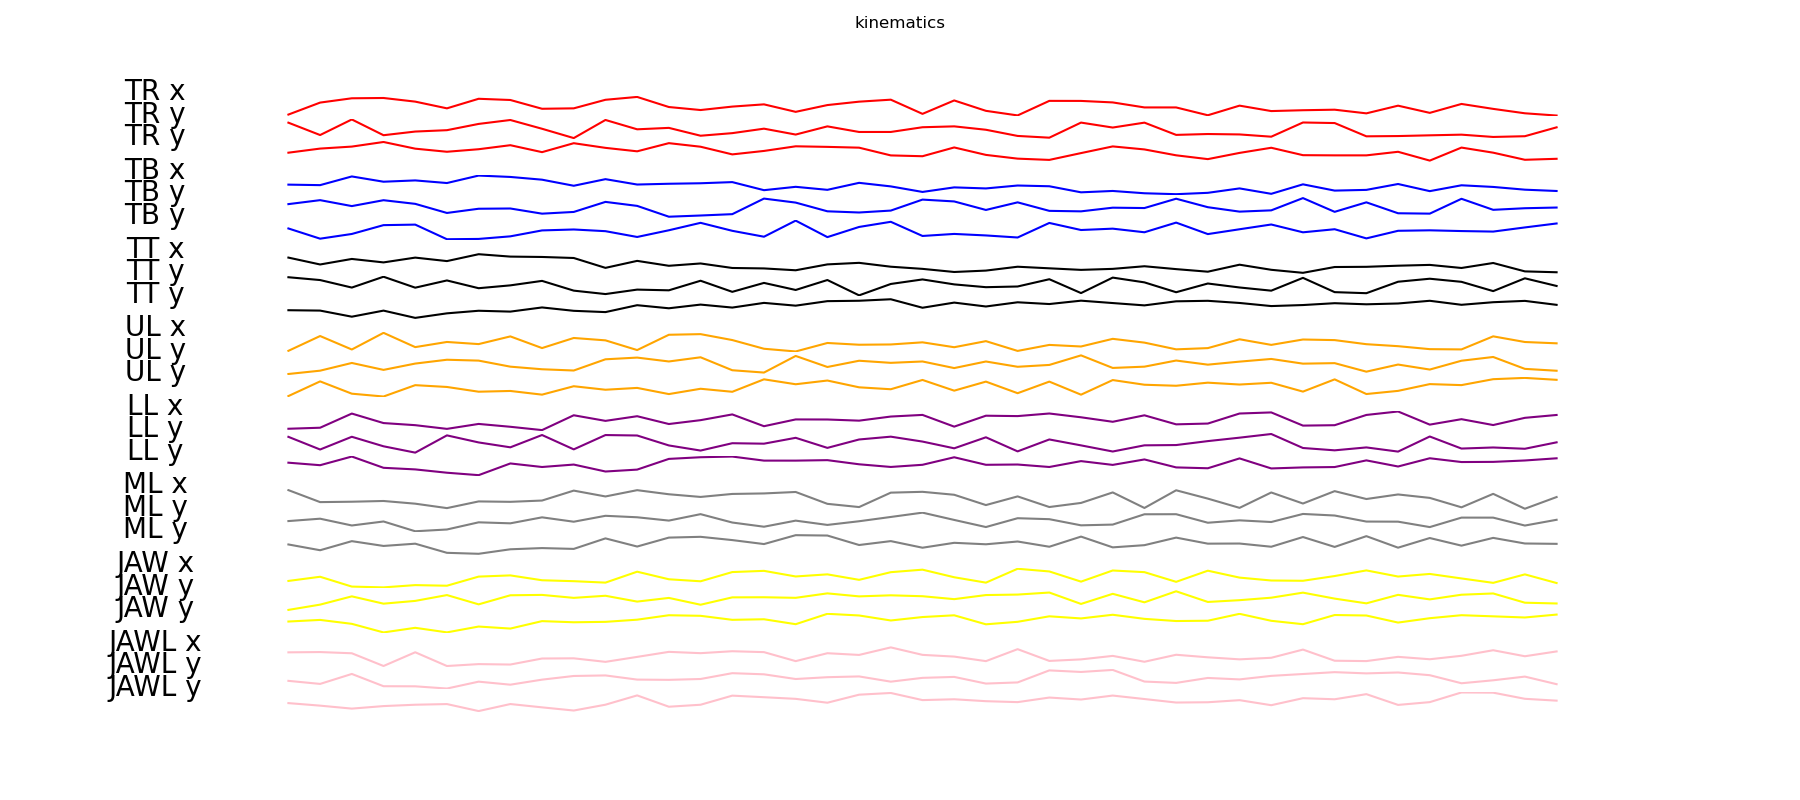 kinematics
TR x
TR y
TR y
TB x
TB y
TB y
TT x
TT y
TT y
UL x
UL y
UL y
LL x
LL y
LL y
ML x
ML y
ML y
JAW x
JAW y
JAW y
JAWL x
JAWL y
JAWL y